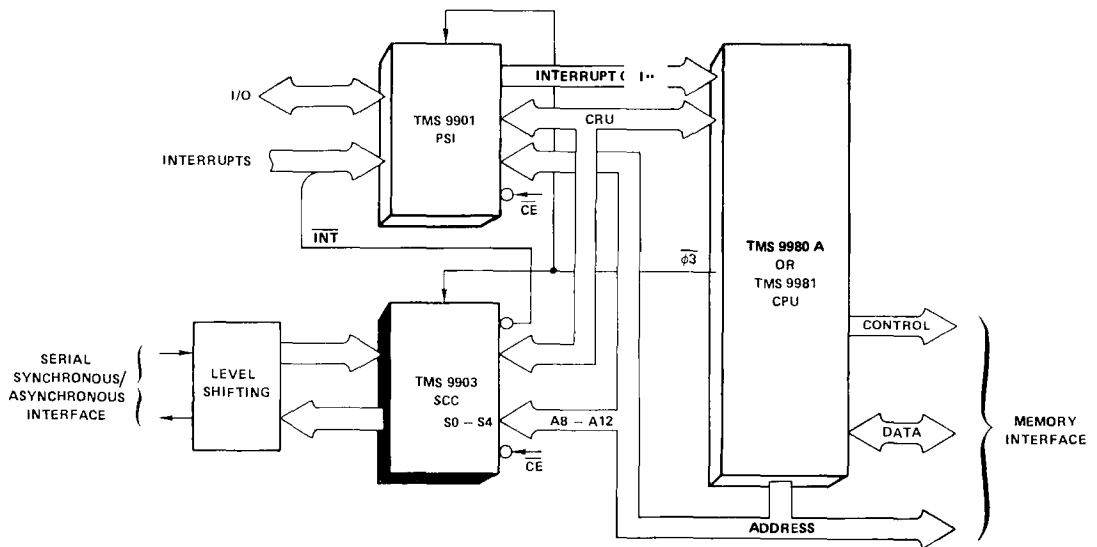 I/O
TMS 9901
PSI
INTERRUPT
CRU
INTERRUPTS
CE
INT
φ3
TMS 9980 A
OR
TMS 9981
CPU
CONTROL
SERIAL
SYNCHRONOUS/
ASYNCHRONOUS
INTERFACE
LEVEL
SHIFTING
TMS 9903
SCC
S0 – S4
A8 – A12
CE
DATA
MEMORY
INTERFACE
ADDRESS